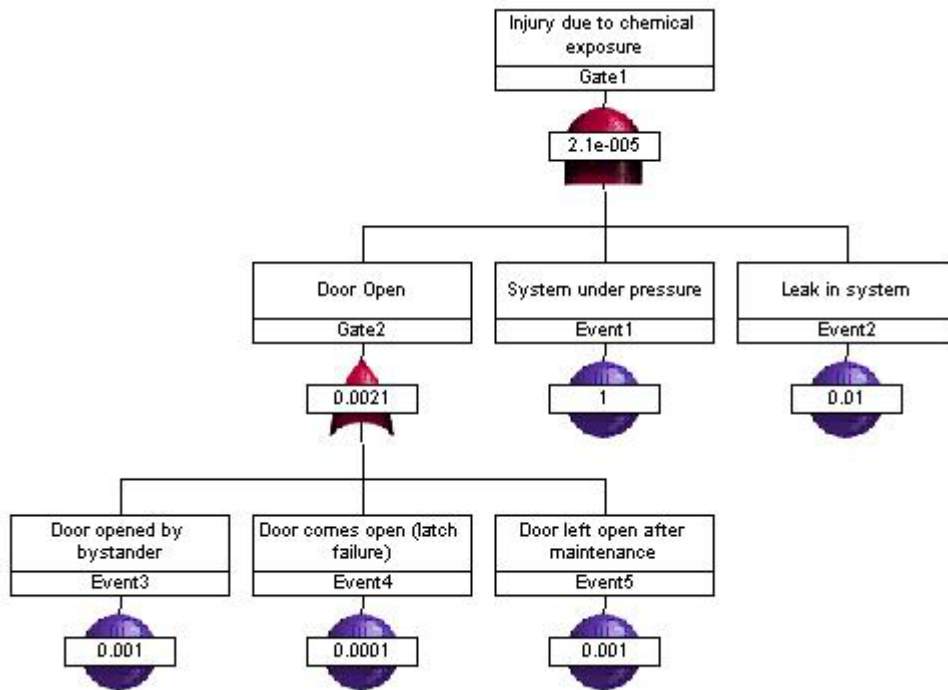 Injury due to chemical
exposure
Gate1
2.1e-005
Door Open
Gate2
0.0021
System under pressure
Event1
1
Leak in system
Event2
0.01
Door opened by
bystander
Event3
0.001
Door comes open (latch
failure)
Event4
0.0001
Door left open after
maintenance
Event5
0.001